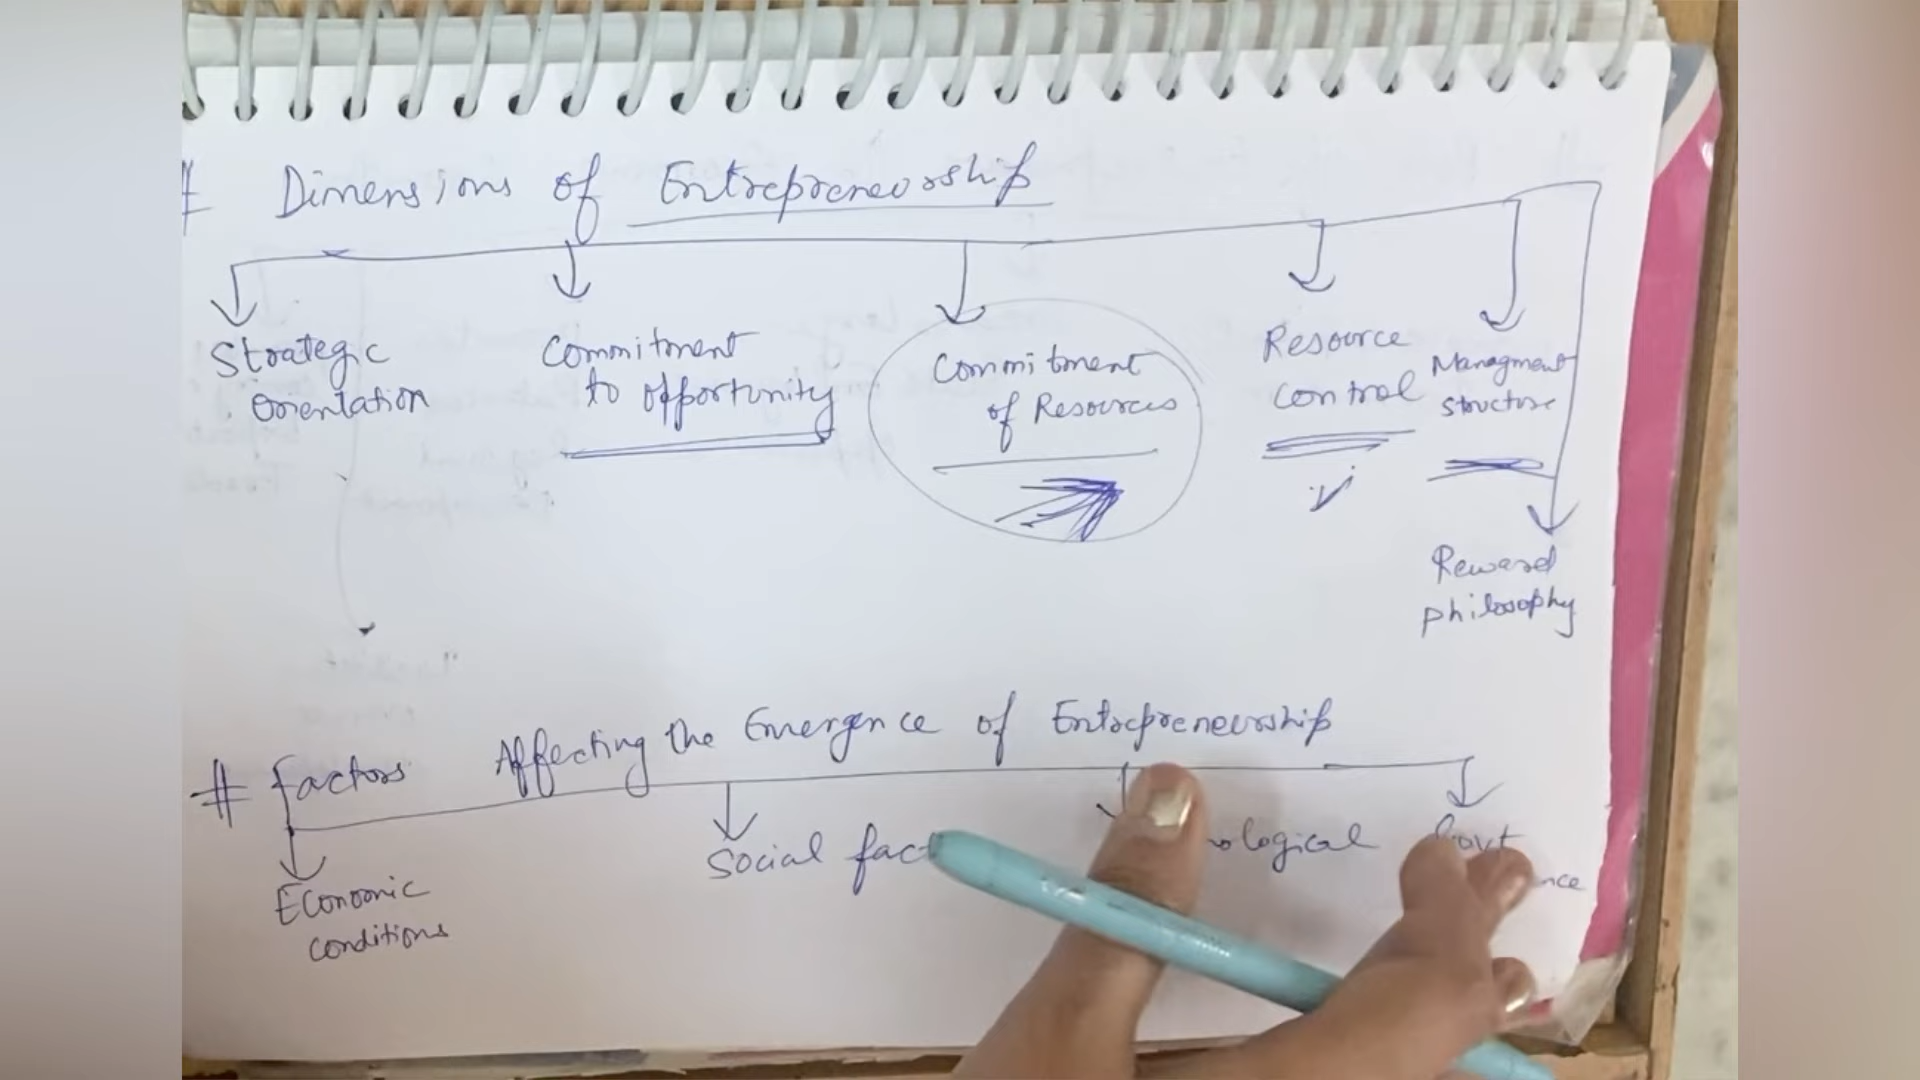 # Dimensions of Entrepreneurship
Strategic
orientation
Commitment
to opportunity
Commitment
of Resources
Resource
control
Managment
structure
Reward
philosophy
# Factors Affecting the Emergence of Entrepreneurship
Economic
conditions
Social